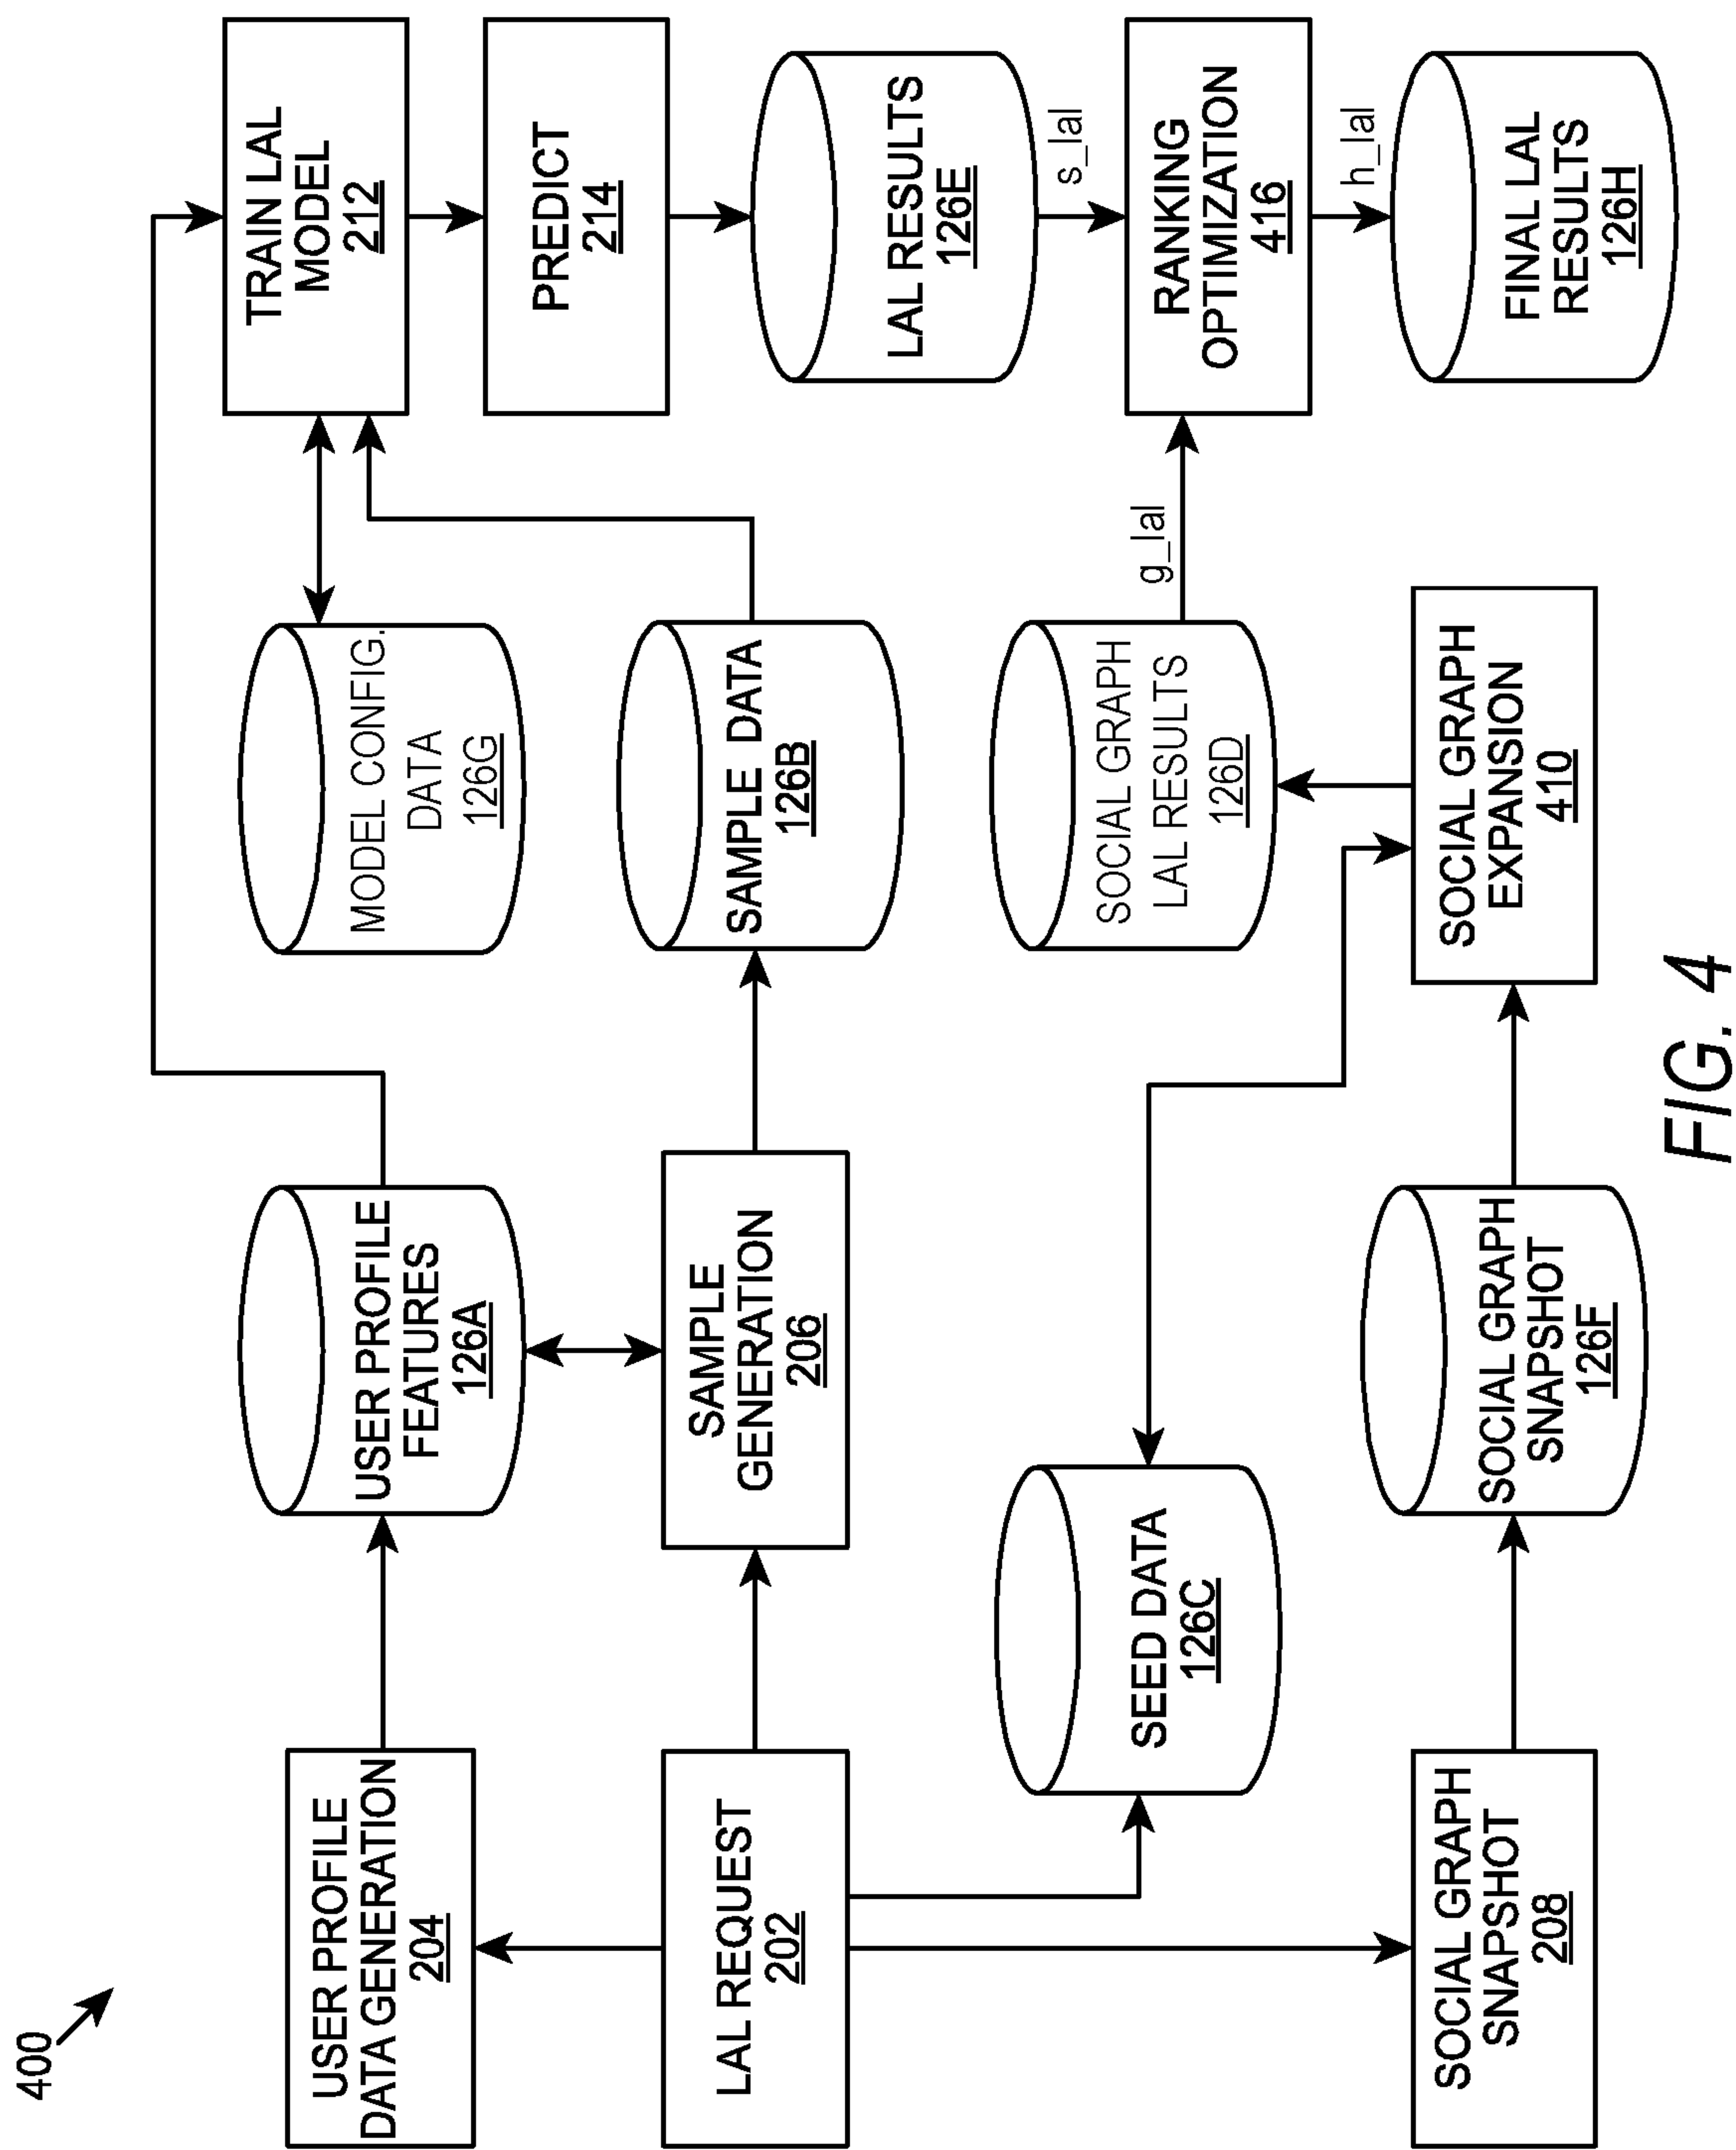 400
USER PROFILE
DATA GENERATION
204
USER PROFILE
FEATURES
126A
MODEL CONFIG.
DATA
126G
TRAIN LAL
MODEL
212
LAL REQUEST
202
SAMPLE
GENERATION
206
SAMPLE DATA
126B
PREDICT
214
LAL RESULTS
126E
s_lal
SEED DATA
126C
SOCIAL GRAPH
LAL RESULTS
126D
g_lal
RANKING
OPTIMIZATION
416
h_lal
SOCIAL GRAPH
SNAPSHOT
208
SOCIAL GRAPH
SNAPSHOT
126F
SOCIAL GRAPH
EXPANSION
410
FINAL LAL
RESULTS
126H
FIG. 4